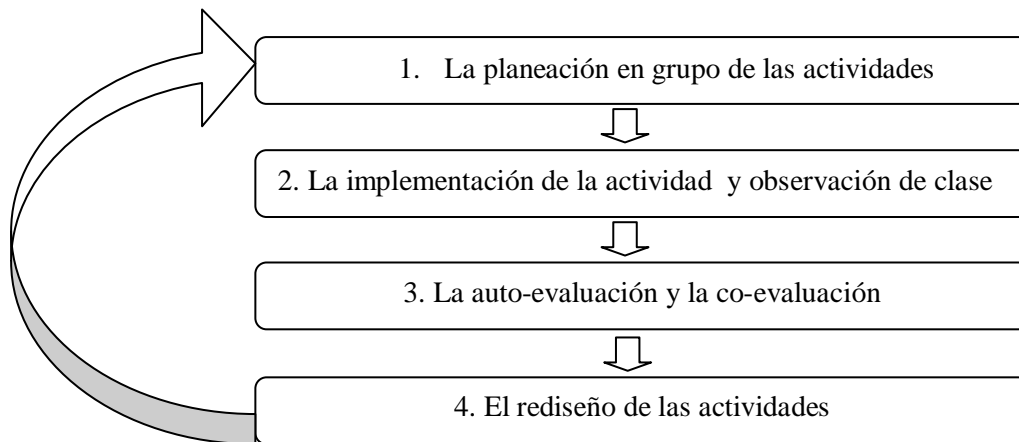 1. La planeación en grupo de las actividades
2. La implementación de la actividad y observación de clase
3. La auto-evaluación y la co-evaluación
4. El rediseño de las actividades